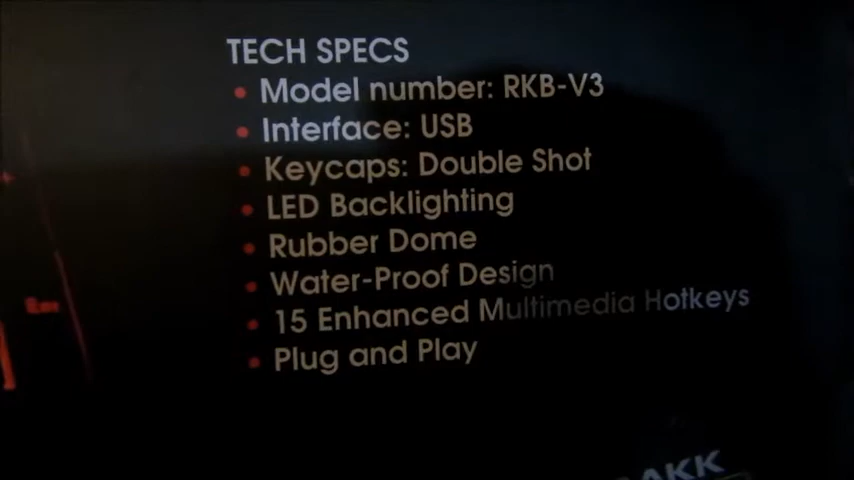 TECH SPECS
• Model number: RKB-V3
• Interface: USB
• Keycaps: Double Shot
• LED Backlighting
• Rubber Dome
• Water-Proof Design
• 15 Enhanced Multimedia Hotkeys
• Plug and Play